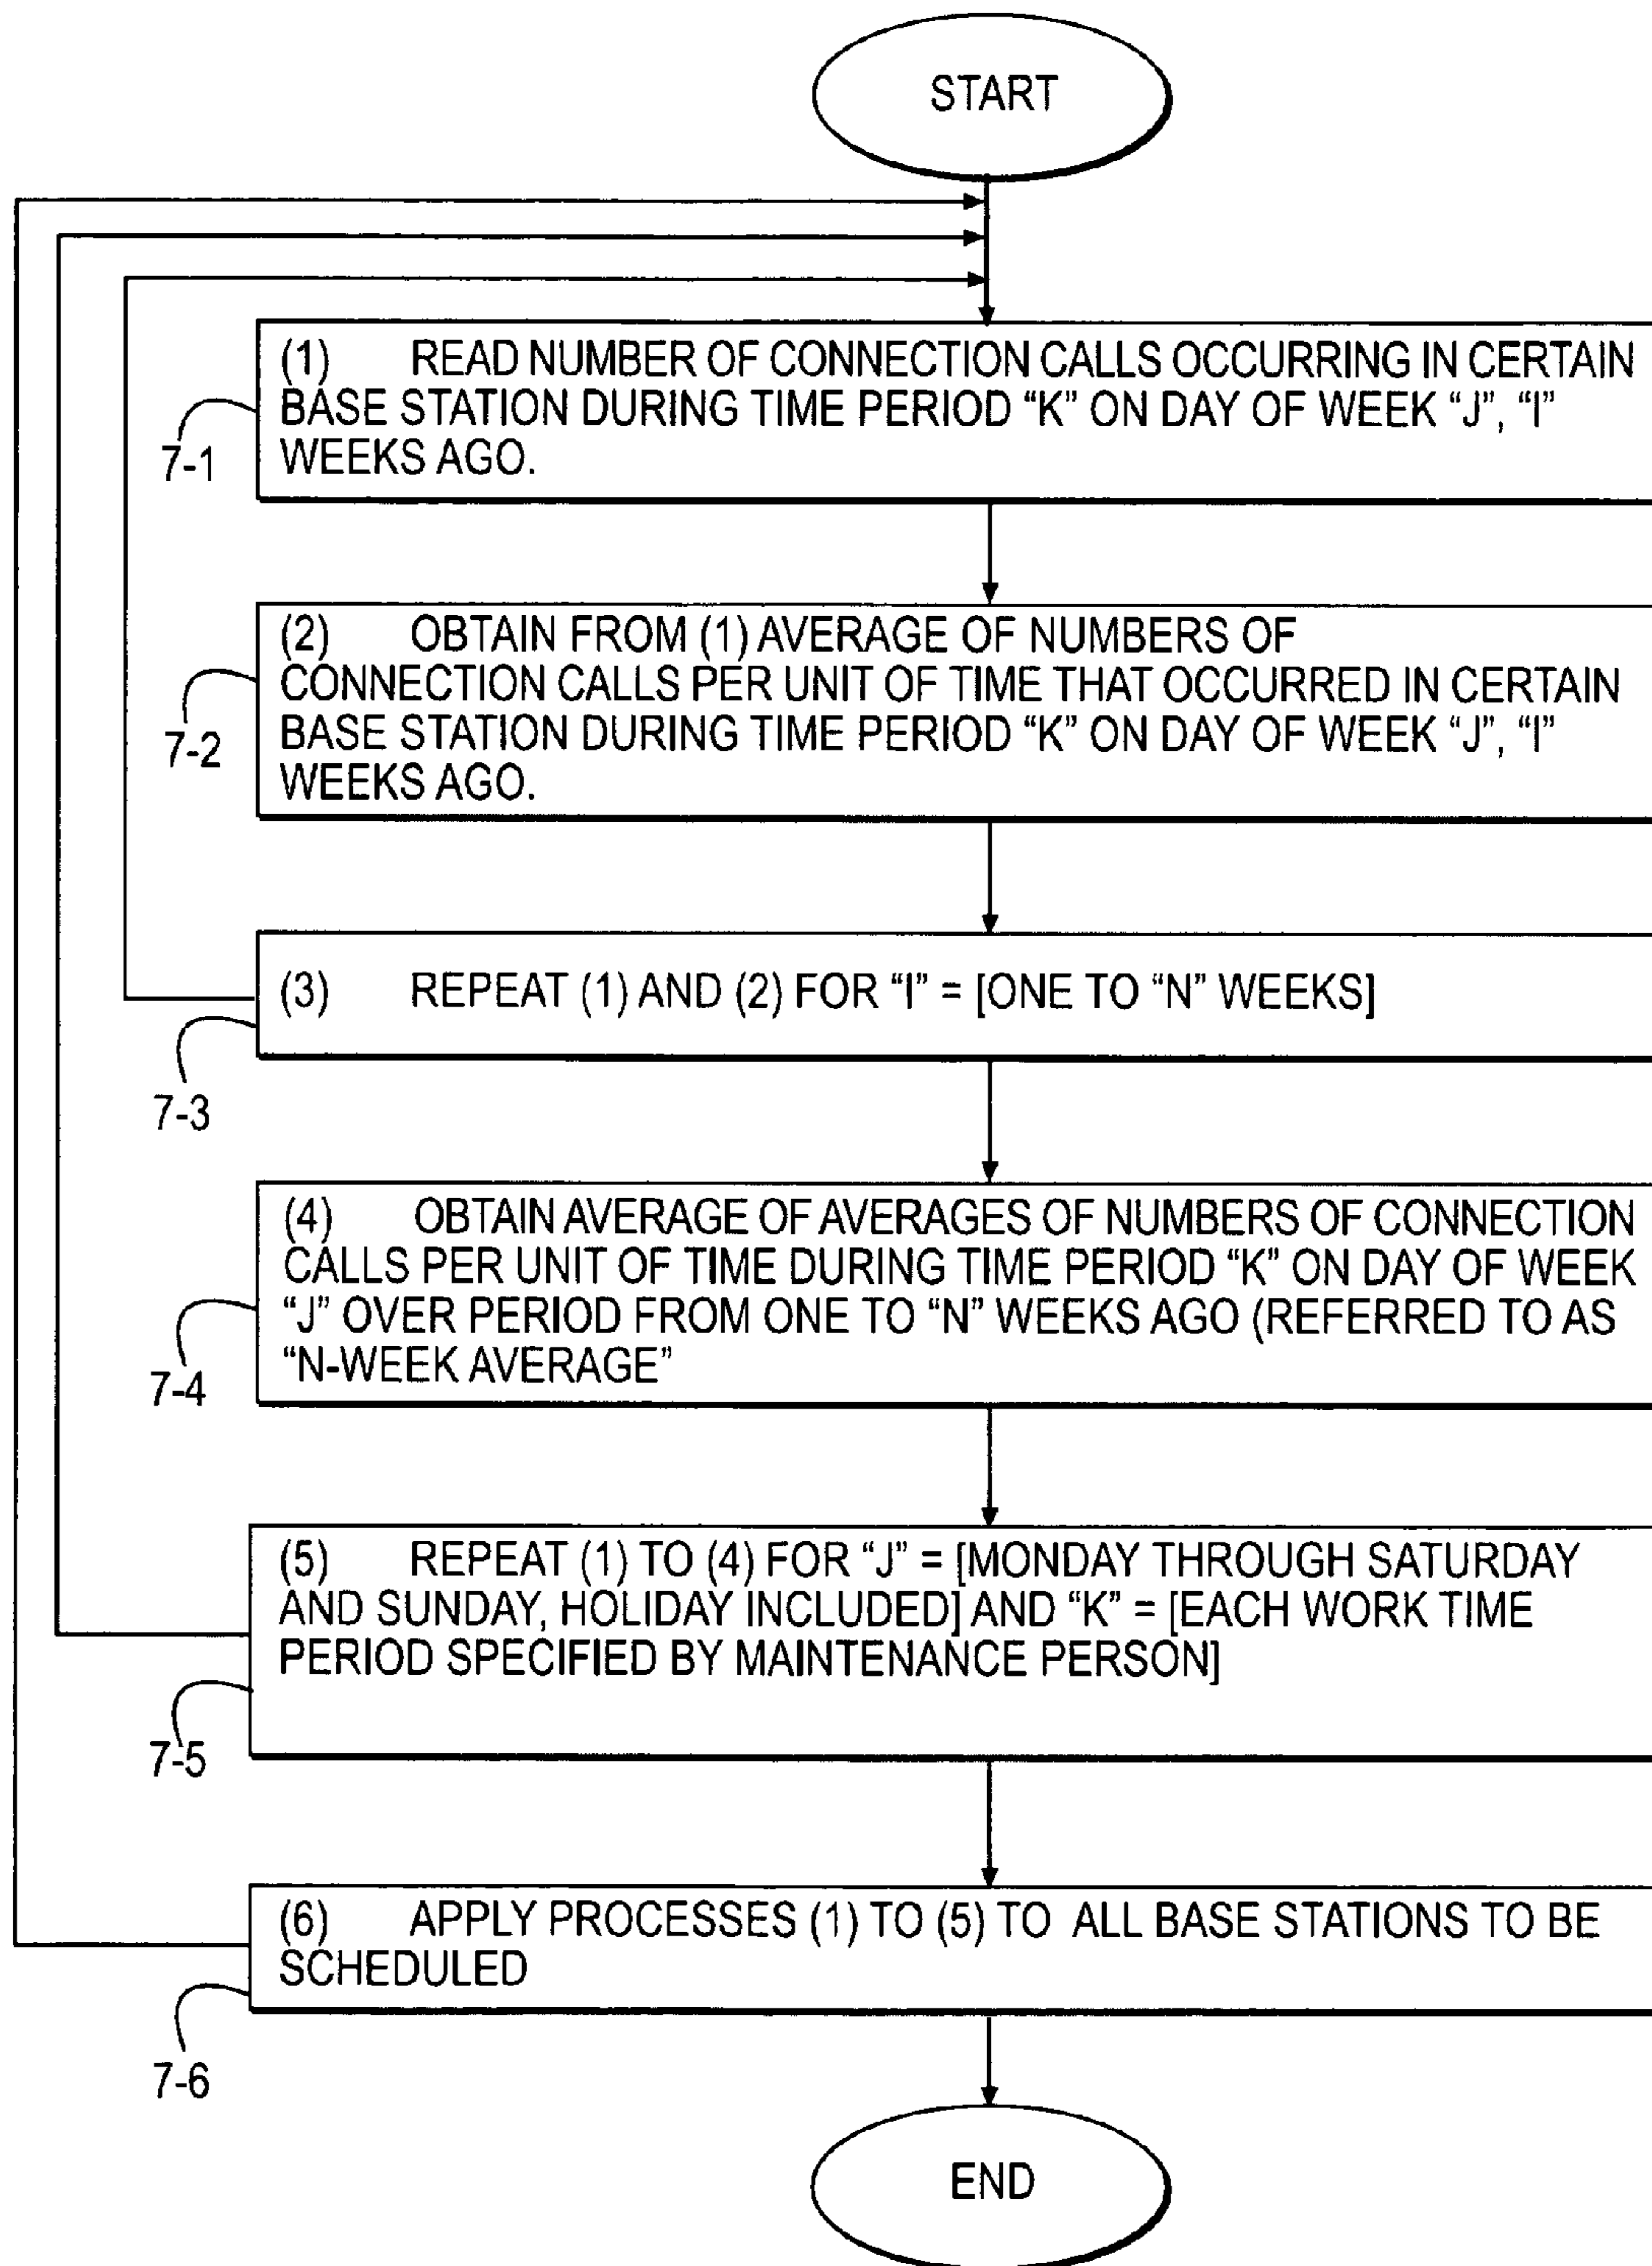 START
(1) READ NUMBER OF CONNECTION CALLS OCCURRING IN CERTAIN
BASE STATION DURING TIME PERIOD “K” ON DAY OF WEEK “J”, “I”
WEEKS AGO.
7-1
(2) OBTAIN FROM (1) AVERAGE OF NUMBERS OF
CONNECTION CALLS PER UNIT OF TIME THAT OCCURRED IN CERTAIN
BASE STATION DURING TIME PERIOD “K” ON DAY OF WEEK “J”, “I”
WEEKS AGO.
7-2
(3) REPEAT (1) AND (2) FOR “I” = [ONE TO “N” WEEKS]
7-3
(4) OBTAIN AVERAGE OF AVERAGES OF NUMBERS OF CONNECTION
CALLS PER UNIT OF TIME DURING TIME PERIOD “K” ON DAY OF WEEK
“J” OVER PERIOD FROM ONE TO “N” WEEKS AGO (REFERRED TO AS
“N-WEEK AVERAGE”
7-4
(5) REPEAT (1) TO (4) FOR “J” = [MONDAY THROUGH SATURDAY
AND SUNDAY, HOLIDAY INCLUDED] AND “K” = [EACH WORK TIME
PERIOD SPECIFIED BY MAINTENANCE PERSON]
7-5
(6) APPLY PROCESSES (1) TO (5) TO ALL BASE STATIONS TO BE
SCHEDULED
7-6
END